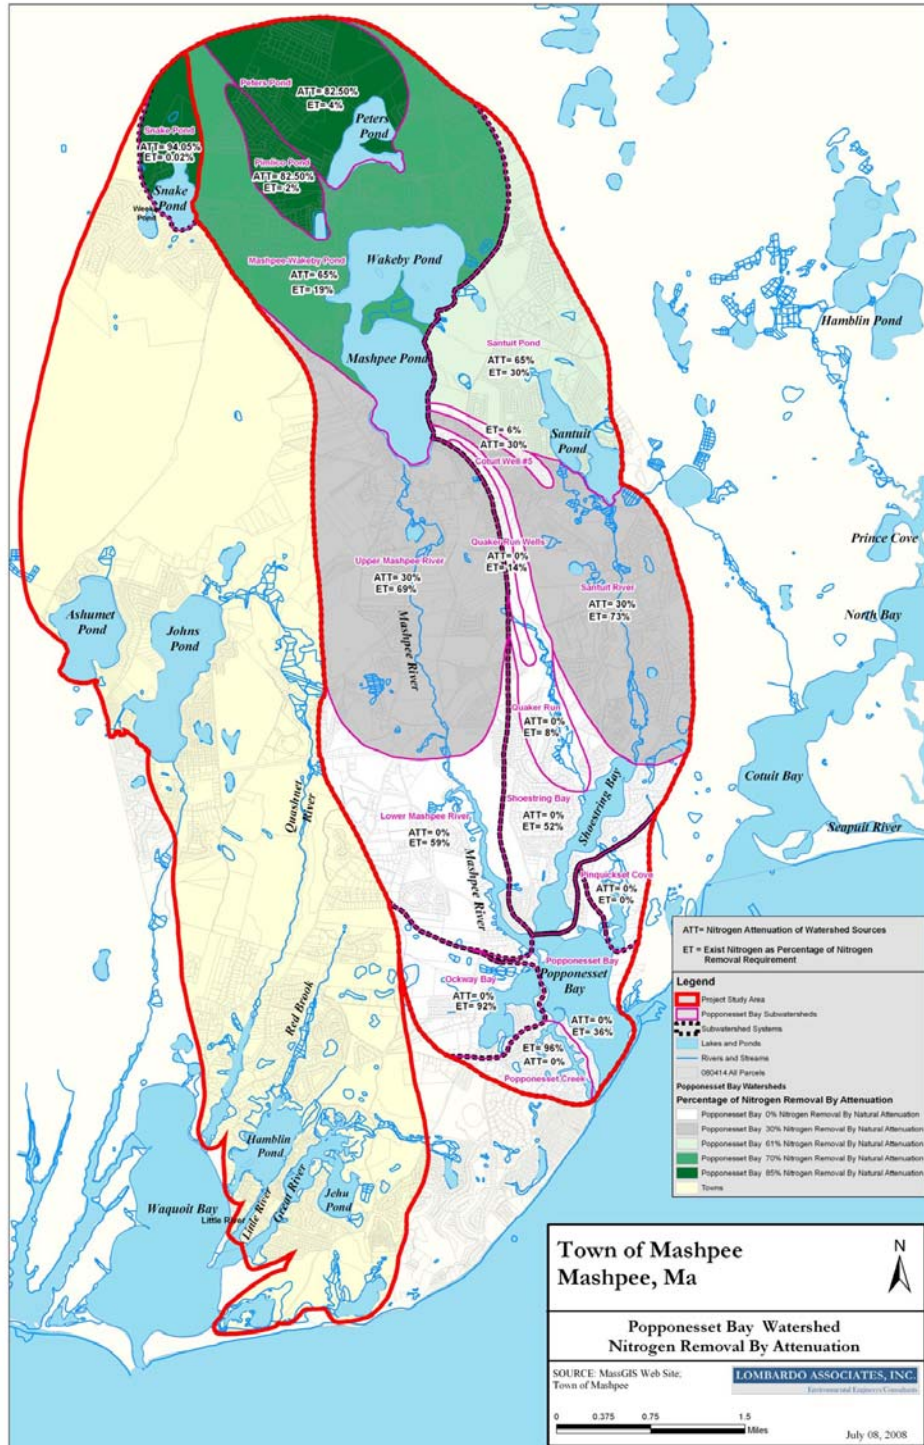 Peters Pond
ATT= 82.50%
ET= 4%
Peters
Pond
Snake Pond
ATT= 94.05%
ET= 0.02%
Snake
Pond
Pond
Pimlico Pond
ATT= 82.50%
ET= 2%
Mashpee-Wakeby Pond
ATT= 65%
ET= 19%
Wakeby Pond
Mashpee Pond
Santuit Pond
ATT= 65%
ET= 30%
Hamblin Pond
ET= 6%
ATT= 30%
Cotuit Well #5
Santuit
Pond
Quaker Run Wells
ATT= 0%
ET= 14%
Upper Mashpee River
ATT= 30%
ET= 69%
Mashpee River
Santuit River
ATT= 30%
ET= 73%
Prince Cove
North Bay
Ashumet
Pond
Johns
Pond
Quaker Run
ATT= 0%
ET= 8%
Quashnet
River
Cotuit Bay
Seapuit River
Shoestring Bay
ATT= 0%
ET= 52%
Shoestring Bay
Lower Mashpee River
ATT= 0%
ET= 59%
Mashpee River
Pinquickset Cove
ATT= 0%
ET= 0%
Popponesset Bay
Popponesset
Bay
ATT= 0%
ET= 36%
Ockway Bay
ATT= 0%
ET= 92%
ET= 96%
ATT= 0%
Popponesset Creek
Red Brook
Hamblin
Pond
Jehu
Pond
Great River
Little River
Little River
Waquoit Bay
ATT= Nitrogen Attenuation of Watershed Sources
ET = Exist Nitrogen as Percentage of Nitrogen
Removal Requirement
Legend
Project Study Area
Popponesset Bay Subwatersheds
Subwatershed Systems
Lakes and Ponds
Rivers and Streams
080414 All Parcels
Popponesset Bay Watersheds
Percentage of Nitrogen Removal By Attenuation
Popponesset Bay 0% Nitrogen Removal By Natural Attenuation
Popponesset Bay 30% Nitrogen Removal By Natural Attenuation
Popponesset Bay 61% Nitrogen Removal By Natural Attenuation
Popponesset Bay 70% Nitrogen Removal By Natural Attenuation
Popponesset Bay 85% Nitrogen Removal By Natural Attenuation
Towns
Town of Mashpee
Mashpee, Ma
N
Popponesset Bay Watershed
Nitrogen Removal By Attenuation
SOURCE: MassGIS Web Site;
Town of Mashpee
LOMBARDO ASSOCIATES, INC.
Environmental Engineers/Consultants
0 0.375 0.75 1.5
Miles
July 08, 2008